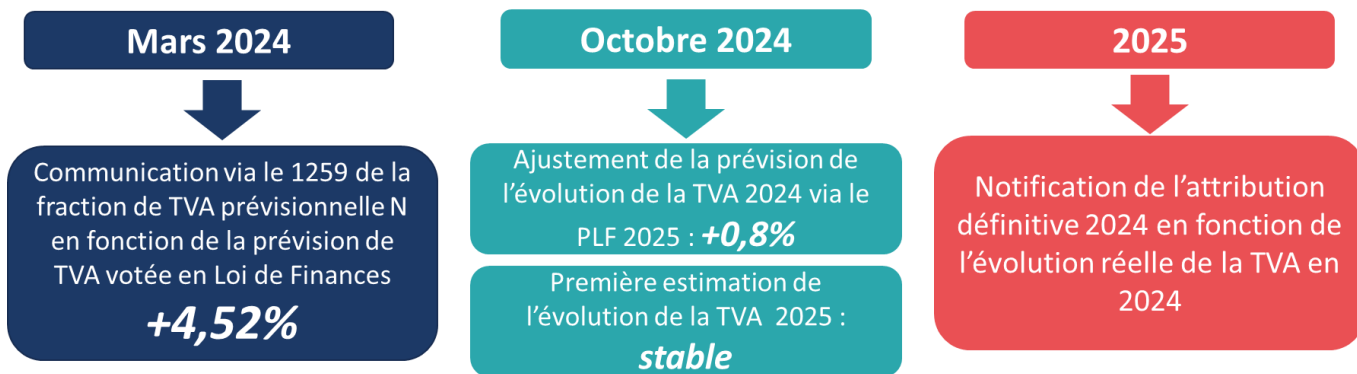 Mars 2024
Communication via le 1259 de la
fraction de TVA prévisionnelle N
en fonction de la prévision de
TVA votée en Loi de Finances
+4,52%
Octobre 2024
Ajustement de la prévision de
l’évolution de la TVA 2024 via le
PLF 2025 : +0,8%
Première estimation de
l’évolution de la TVA 2025 :
stable
2025
Notification de l’attribution
définitive 2024 en fonction de
l’évolution réelle de la TVA en
2024